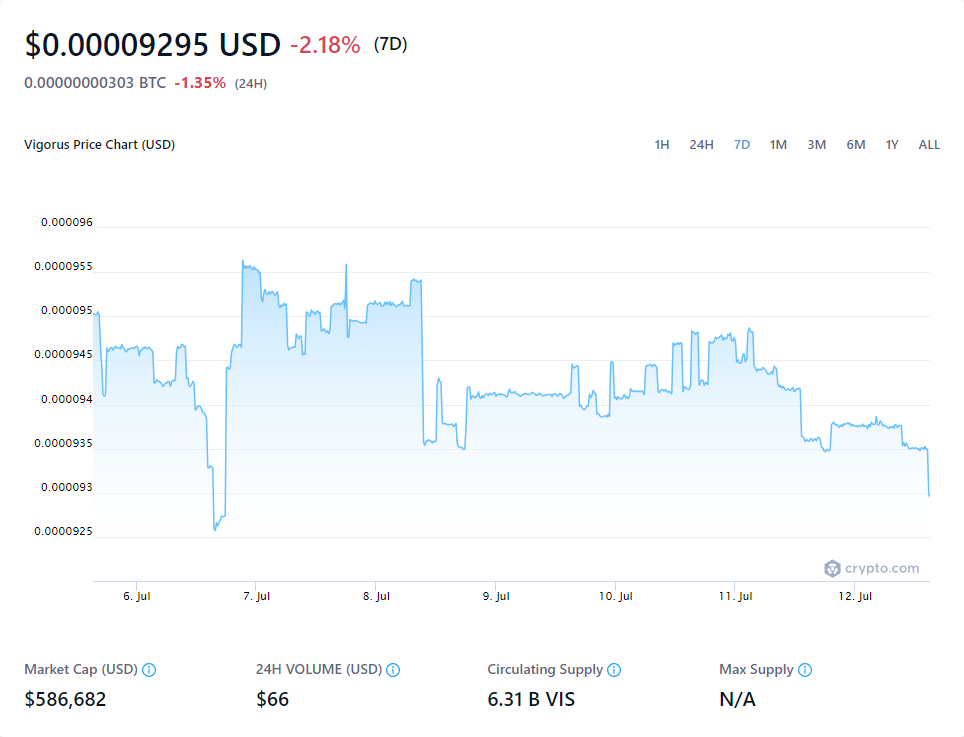 $0.00009295 USD -2.18% (7D)
0.00000000303 BTC -1.35% (24H)
Vigorus Price Chart (USD)
1H 24H 7D 1M 3M 6M 1Y ALL
0.000096
0.0000955
0.000095
0.0000945
0.000094
0.0000935
0.000093
0.0000925
crypto.com
6. Jul 7. Jul 8. Jul 9. Jul 10. Jul 11. Jul 12. Jul
Market Cap (USD) 24H VOLUME (USD) Circulating Supply Max Supply
$586,682 $66 6.31 B VIS N/A